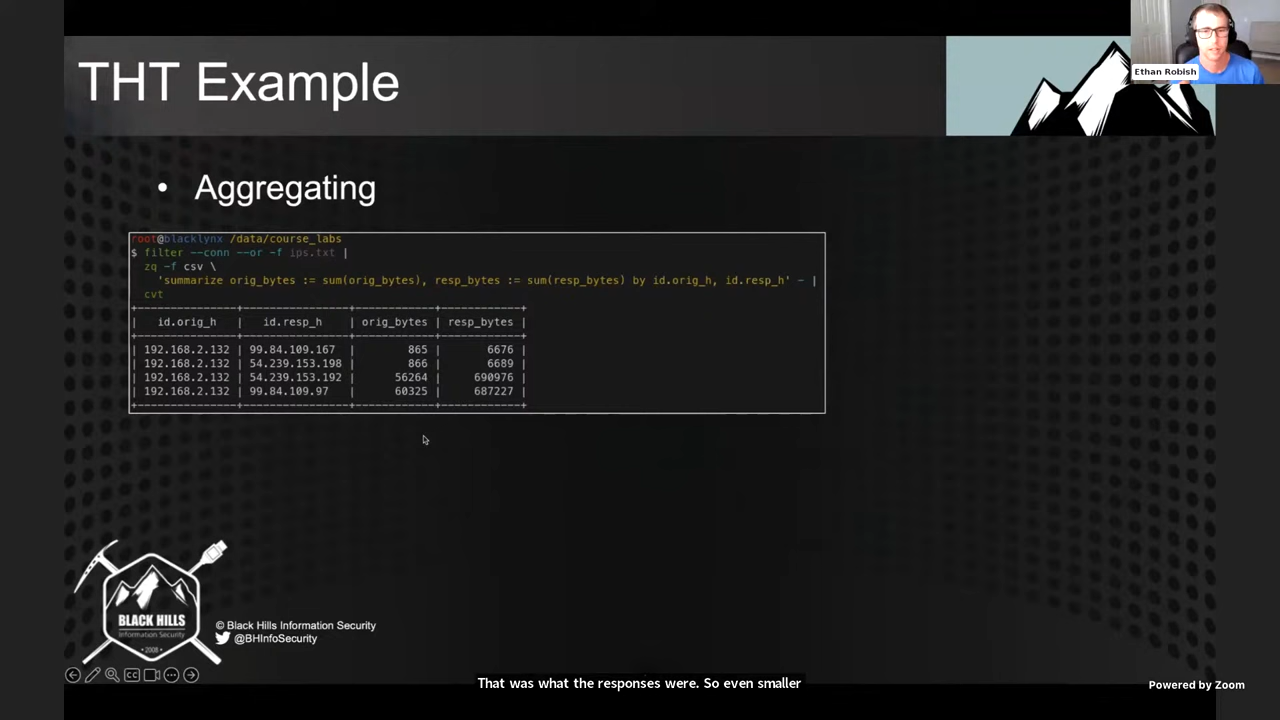 THT Example
Ethan Robish
• Aggregating
root@blacklynx /data/course_labs
$ filter --conn --or -f ips.txt |
zq -f csv \
'summarize orig_bytes := sum(orig_bytes), resp_bytes := sum(resp_bytes) by id.orig_h, id.resp_h' - |
cvt
| id.orig_h | id.resp_h | orig_bytes | resp_bytes |
| 192.168.2.132 | 99.84.109.167 | 865 | 6676 |
| 192.168.2.132 | 54.239.153.198 | 866 | 6689 |
| 192.168.2.132 | 54.239.153.192 | 56264 | 690976 |
| 192.168.2.132 | 99.84.109.97 | 60325 | 687227 |
BLACK HILLS
Information Security
• 2008 •
© Black Hills Information Security
@BHInfoSecurity
CC
That was what the responses were. So even smaller
Powered by Zoom